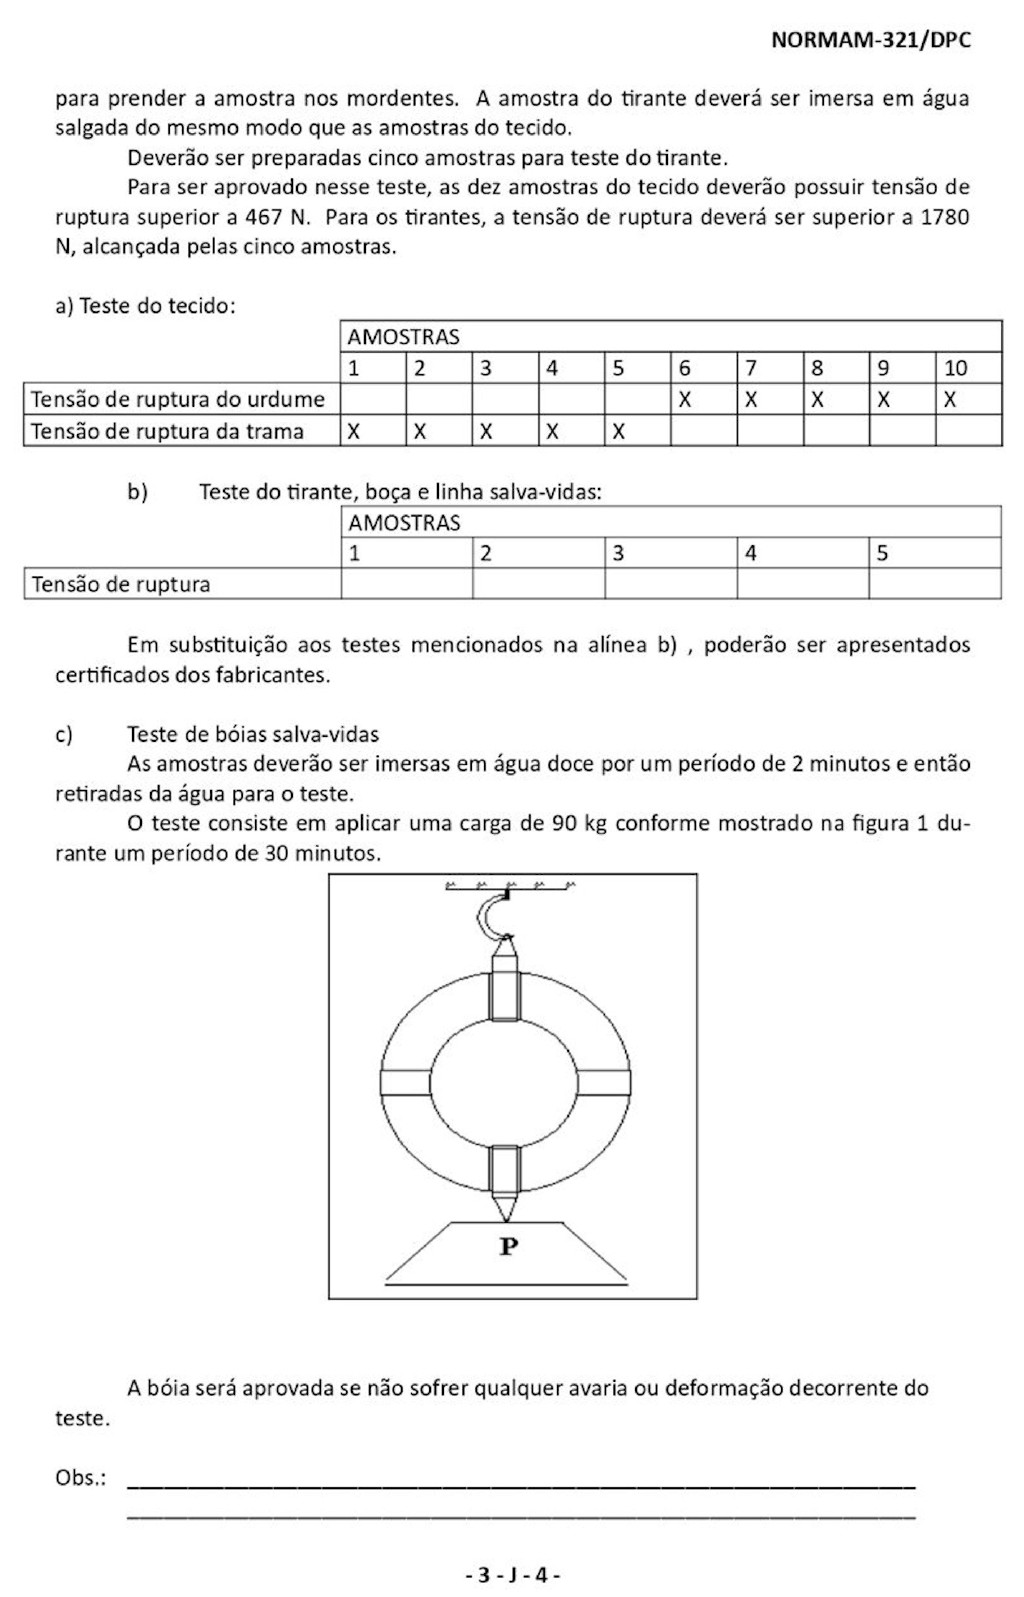 NORMAM-321/DPC
para prender a amostra nos mordentes. A amostra do tirante deverá ser imersa em água
salgada do mesmo modo que as amostras do tecido.
Deverão ser preparadas cinco amostras para teste do tirante.
Para ser aprovado nesse teste, as dez amostras do tecido deverão possuir tensão de
ruptura superior a 467 N. Para os tirantes, a tensão de ruptura deverá ser superior a 1780
N, alcançada pelas cinco amostras.
a) Teste do tecido:
AMOSTRAS
1 2 3 4 5 6 7 8 9 10
Tensão de ruptura do urdume X X X X X
Tensão de ruptura da trama X X X X X
b) Teste do tirante, boça e linha salva-vidas:
AMOSTRAS
1 2 3 4 5
Tensão de ruptura
Em substituição aos testes mencionados na alínea b) , poderão ser apresentados
certificados dos fabricantes.
c) Teste de bóias salva-vidas
As amostras deverão ser imersas em água doce por um período de 2 minutos e então
retiradas da água para o teste.
O teste consiste em aplicar uma carga de 90 kg conforme mostrado na figura 1 du-
rante um período de 30 minutos.
P
A bóia será aprovada se não sofrer qualquer avaria ou deformação decorrente do
teste.
Obs.:
- 3 - J - 4 -